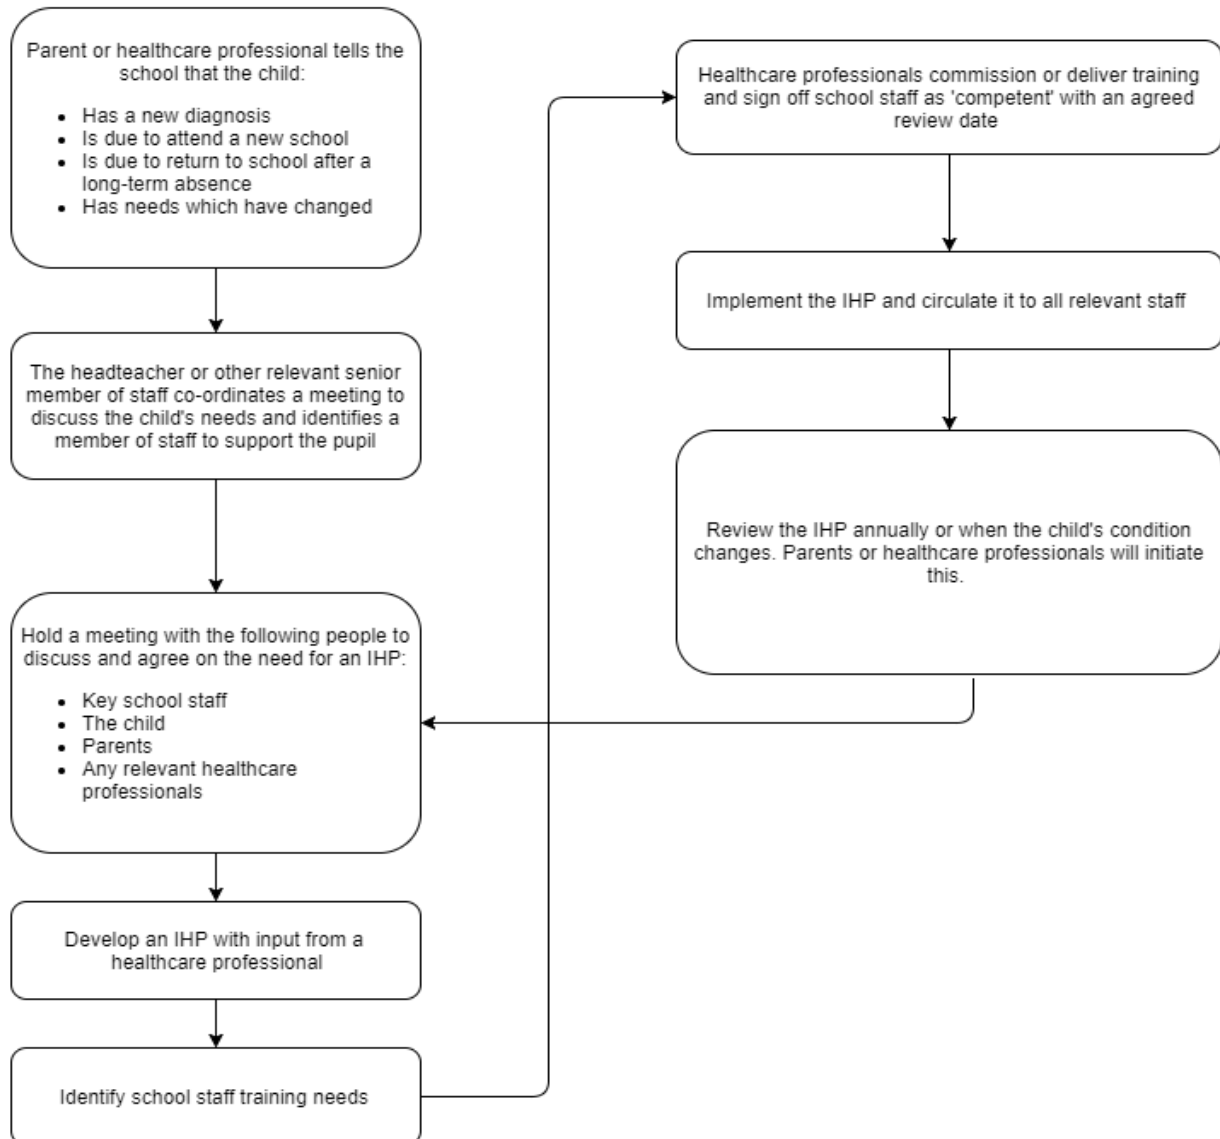 Parent or healthcare professional tells the
school that the child:
• Has a new diagnosis
• Is due to attend a new school
• Is due to return to school after a
long-term absence
• Has needs which have changed
The headteacher or other relevant senior
member of staff co-ordinates a meeting to
discuss the child's needs and identifies a
member of staff to support the pupil
Hold a meeting with the following people to
discuss and agree on the need for an IHP:
• Key school staff
• The child
• Parents
• Any relevant healthcare
professionals
Develop an IHP with input from a
healthcare professional
Identify school staff training needs
Healthcare professionals commission or deliver training
and sign off school staff as 'competent' with an agreed
review date
Implement the IHP and circulate it to all relevant staff
Review the IHP annually or when the child's condition
changes. Parents or healthcare professionals will initiate
this.